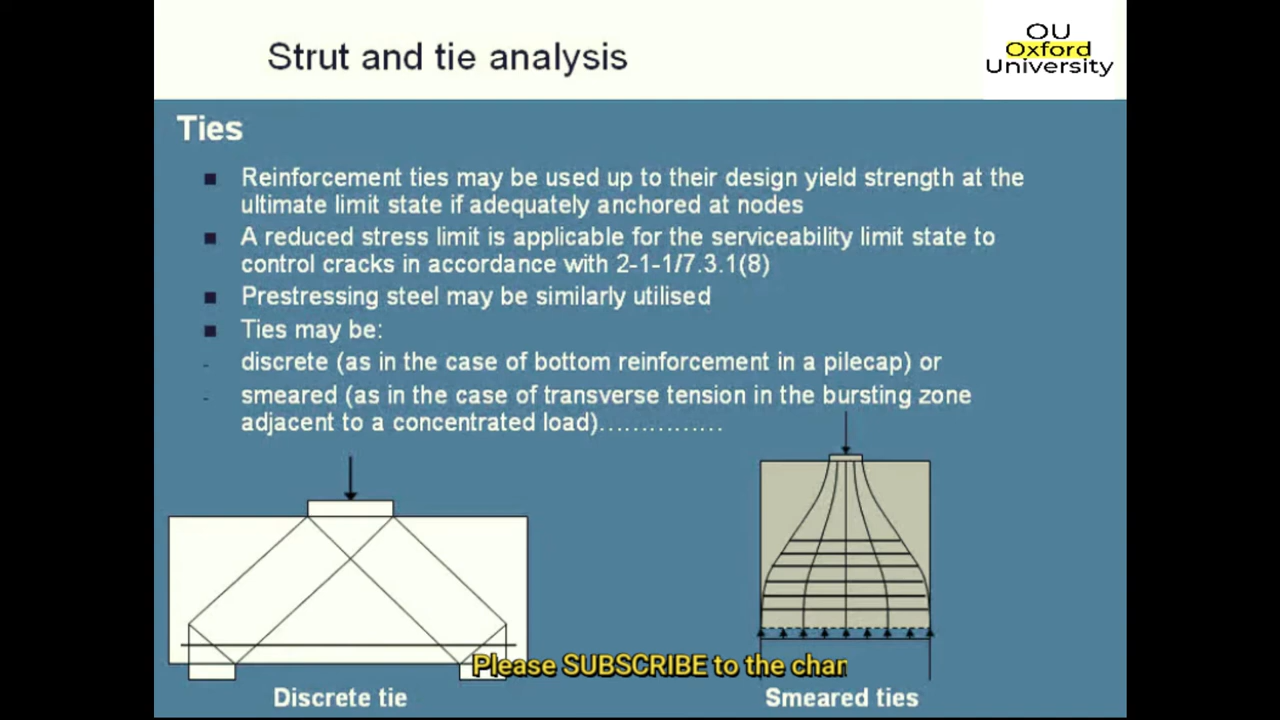 Strut and tie analysis
OU
Oxford
University
Ties
Reinforcement ties may be used up to their design yield strength at the
ultimate limit state if adequately anchored at nodes
A reduced stress limit is applicable for the serviceability limit state to
control cracks in accordance with 2-1-1/7.3.1(8)
Prestressing steel may be similarly utilised
Ties may be:
- discrete (as in the case of bottom reinforcement in a pilecap) or
- smeared (as in the case of transverse tension in the bursting zone
adjacent to a concentrated load)……………
Please SUBSCRIBE to the char
Discrete tie
Smeared ties